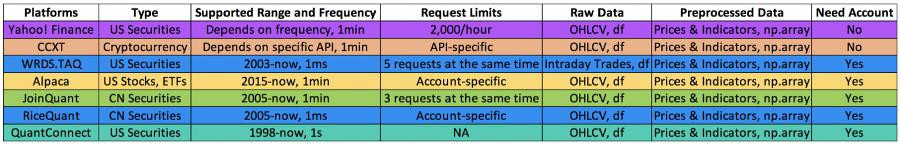 Platforms Type Supported Range and Frequency Request Limits Raw Data Preprocessed Data Need Account
Yahoo! Finance US Securities Depends on frequency, 1min 2,000/hour OHLCV, df Prices & Indicators, np.array No
CCXT Cryptocurrency Depends on specific API, 1min API-specific OHLCV, df Prices & Indicators, np.array No
WRDS.TAQ US Securities 2003-now, 1ms 5 requests at the same time Intraday Trades, df Prices & Indicators, np.array Yes
Alpaca US Stocks, ETFs 2015-now, 1min Account-specific OHLCV, df Prices & Indicators, np.array Yes
JoinQuant CN Securities 2005-now, 1min 3 requests at the same time OHLCV, df Prices & Indicators, np.array Yes
RiceQuant CN Securities 2005-now, 1ms Account-specific OHLCV, df Prices & Indicators, np.array Yes
QuantConnect US Securities 1998-now, 1s NA OHLCV, df Prices & Indicators, np.array Yes